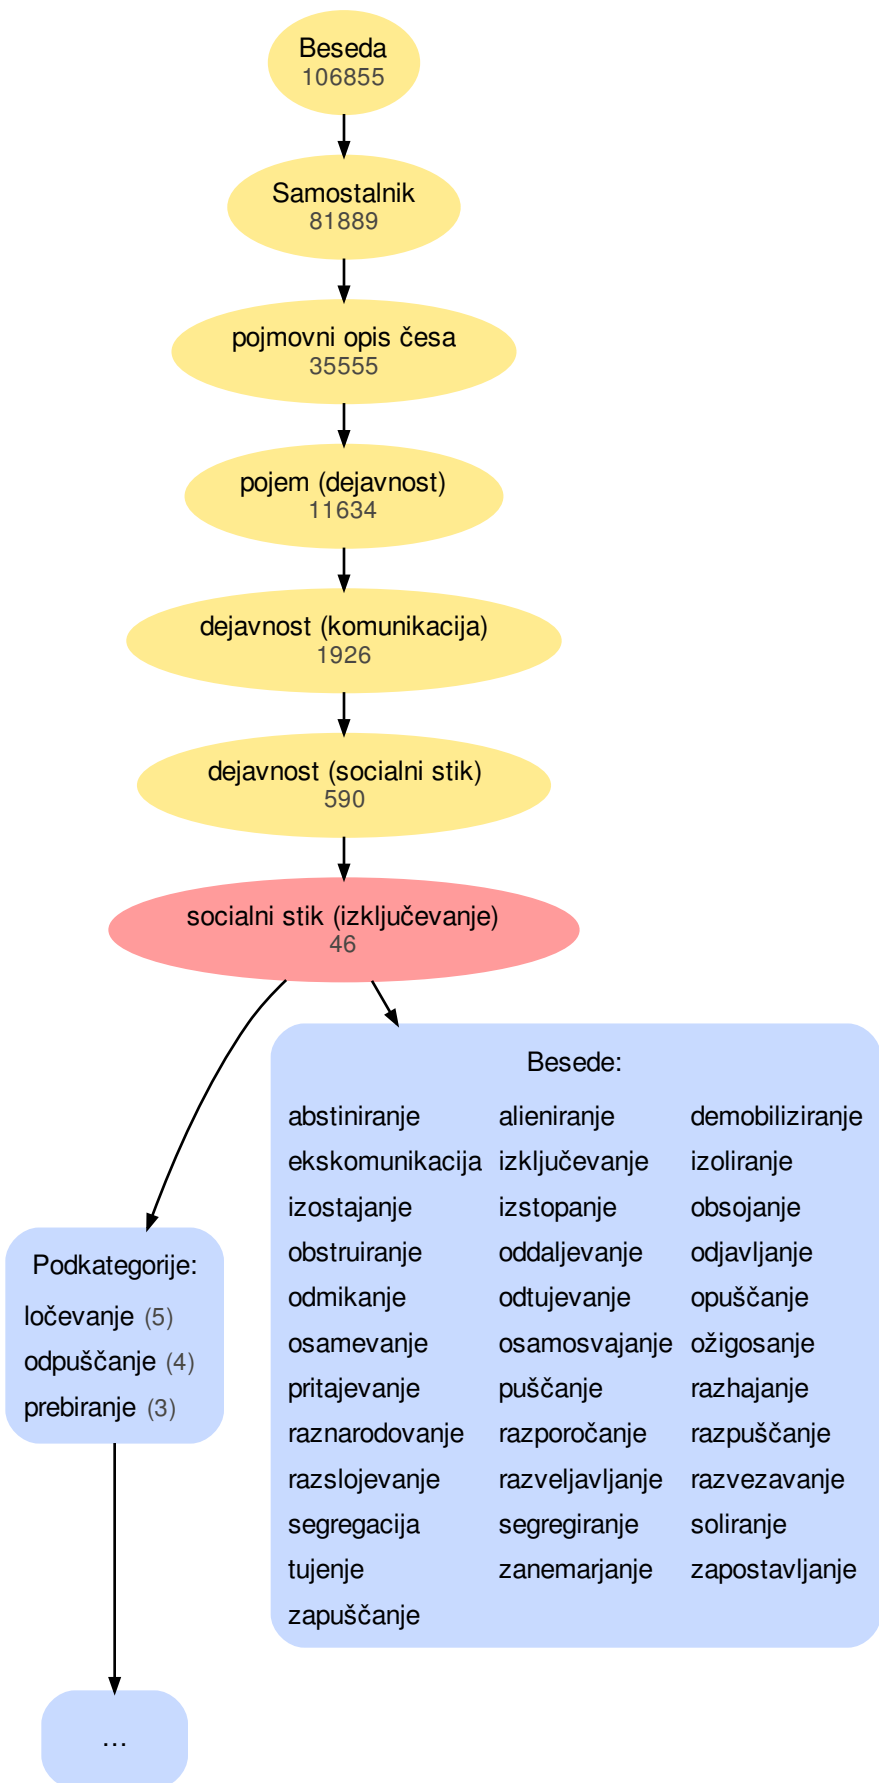 Beseda
106855
Samostalnik
81889
pojmovni opis česa
35555
pojem (dejavnost)
11634
dejavnost (komunikacija)
1926
dejavnost (socialni stik)
590
socialni stik (izključevanje)
46
Podkategorije:
ločevanje (5)
odpuščanje (4)
prebiranje (3)
...
Besede:
abstiniranje alieniranje demobiliziranje
ekskomunikacija izključevanje izoliranje
izostajanje izstopanje obsojanje
obstruiranje oddaljevanje odjavljanje
odmikanje odtujevanje opuščanje
osamevanje osamosvajanje ožigosanje
pritajevanje puščanje razhajanje
raznarodovanje razporočanje razpuščanje
razslojevanje razveljavljanje razvezavanje
segregacija segregiranje soliranje
tujenje zanemarjanje zapostavljanje
zapuščanje